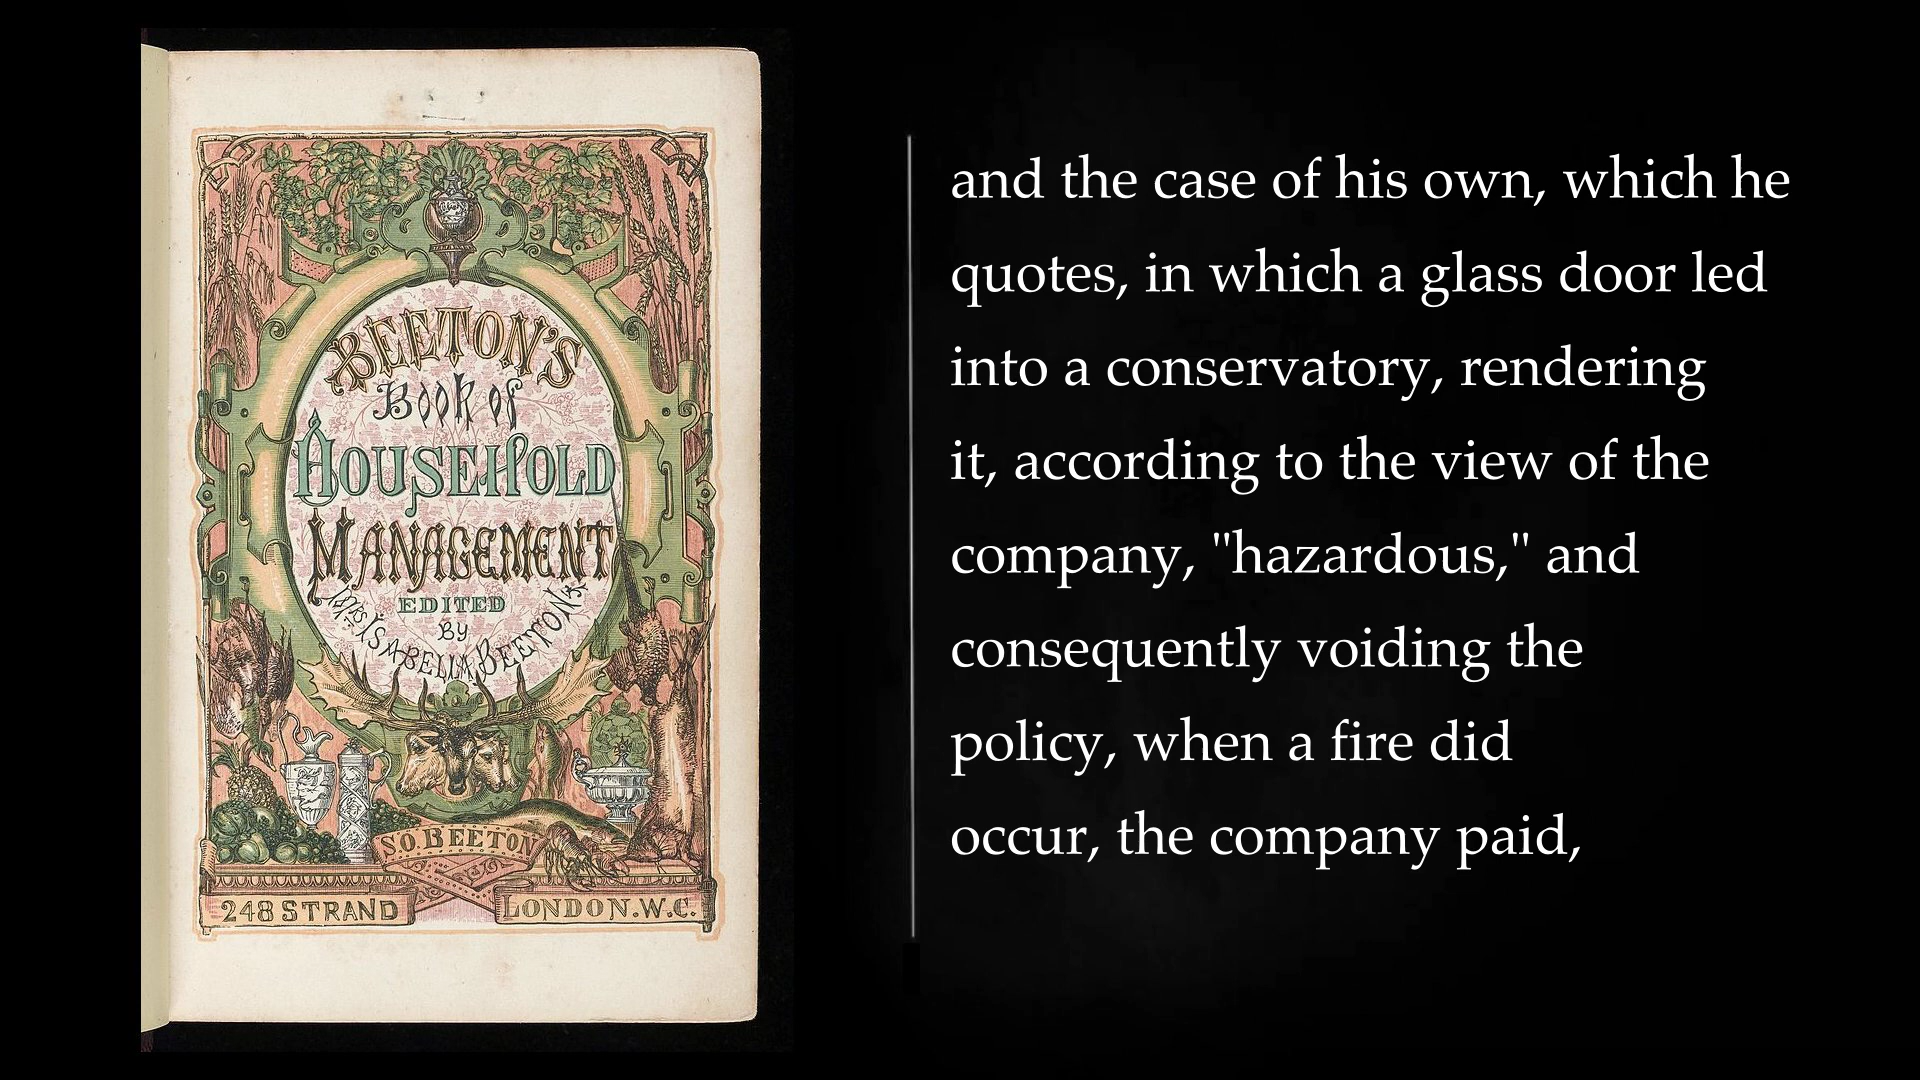 BEETON'S
Book of
HOUSEHOLD
MANAGEMENT
EDITED
BY
MRS ISABELLA BEETON
S.O. BEETON
248 STRAND
LONDON.W.C.
and the case of his own, which he
quotes, in which a glass door led
into a conservatory, rendering
it, according to the view of the
company, "hazardous," and
consequently voiding the
policy, when a fire did
occur, the company paid,